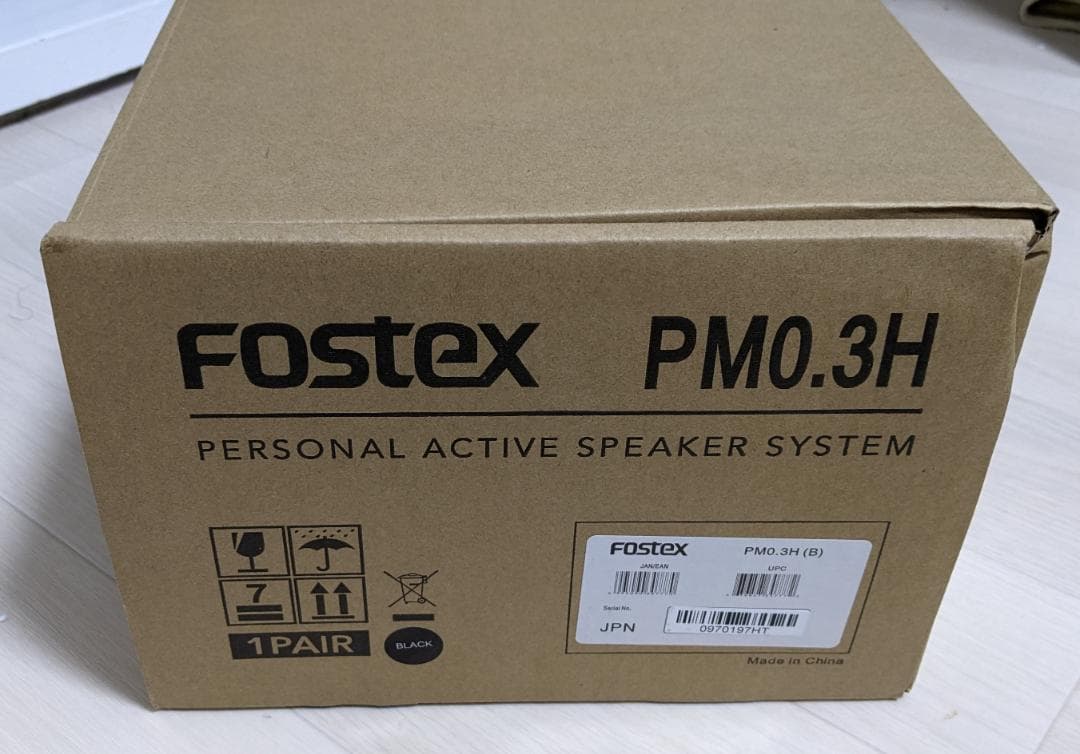 FOSTEX PM0.3H
PERSONAL ACTIVE SPEAKER SYSTEM
7
1PAIR
BLACK
FOSTEX PM0.3H (B)
JAN/EAN UPC
Serial No.
JPN 0970197HT
Made in China